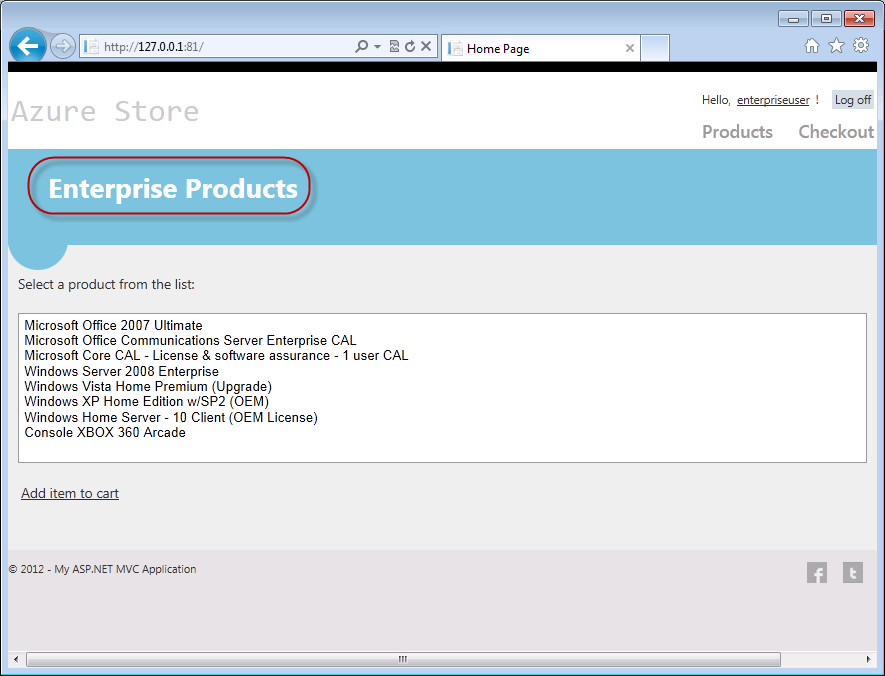 http://127.0.0.1:81/
Home Page
Azure Store
Hello, enterpriseuser !
Log off
Products
Checkout
Enterprise Products
Select a product from the list:
Microsoft Office 2007 Ultimate
Microsoft Office Communications Server Enterprise CAL
Microsoft Core CAL - License & software assurance - 1 user CAL
Windows Server 2008 Enterprise
Windows Vista Home Premium (Upgrade)
Windows XP Home Edition w/SP2 (OEM)
Windows Home Server - 10 Client (OEM License)
Console XBOX 360 Arcade
Add item to cart
© 2012 - My ASP.NET MVC Application